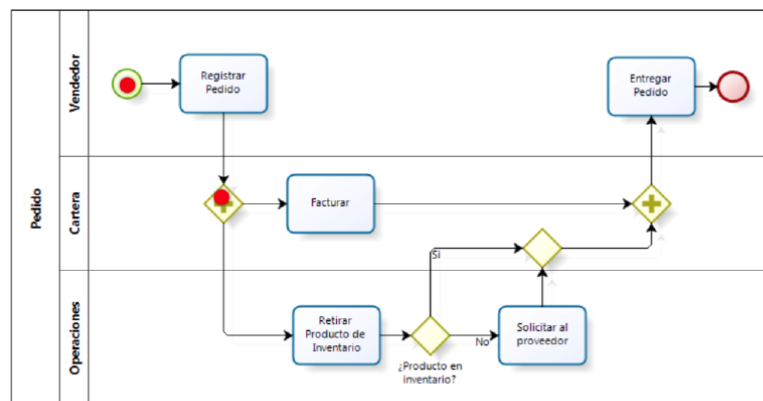 Pedido
Vendedor
Registrar
Pedido
Entregar
Pedido
Cartera
Facturar
Operaciones
Retirar
Producto de
Inventario
Si
¿Producto en
inventario?
No
Solicitar al
proveedor